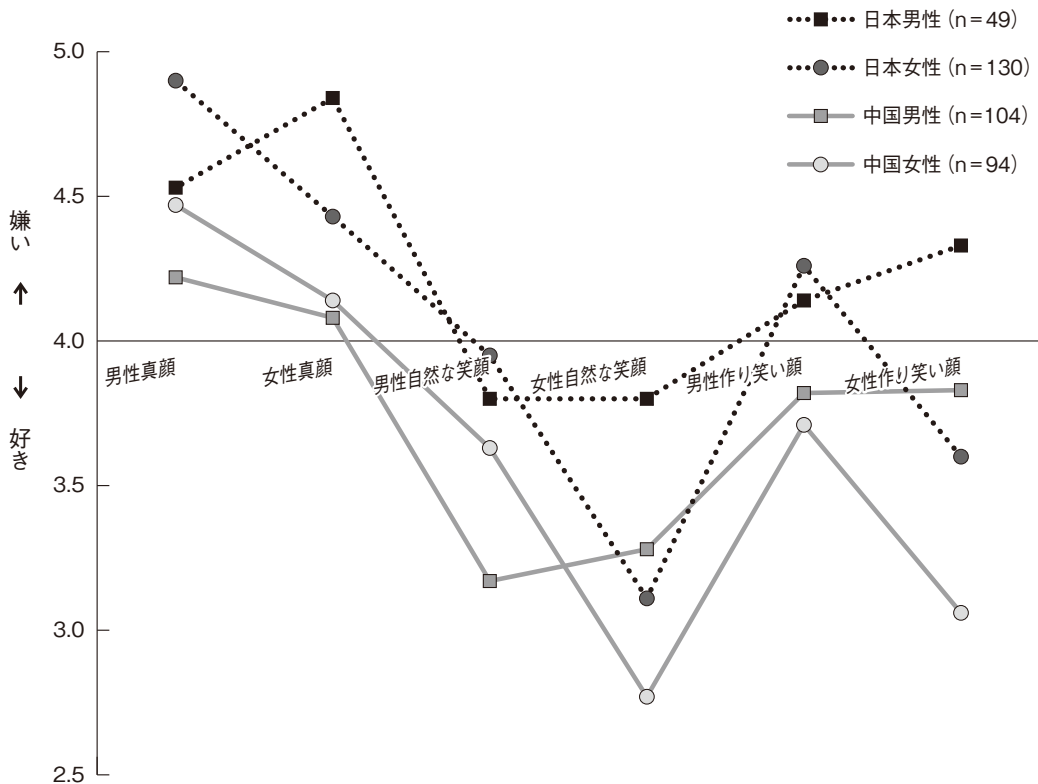 日本男性 (n=49)
日本女性 (n=130)
中国男性 (n=104)
中国女性 (n=94)
5.0
4.5
4.0
3.5
3.0
2.5
嫌い
↑
↓
好き
男性真顔
女性真顔
男性自然な笑顔
女性自然な笑顔
男性作り笑い顔
女性作り笑い顔